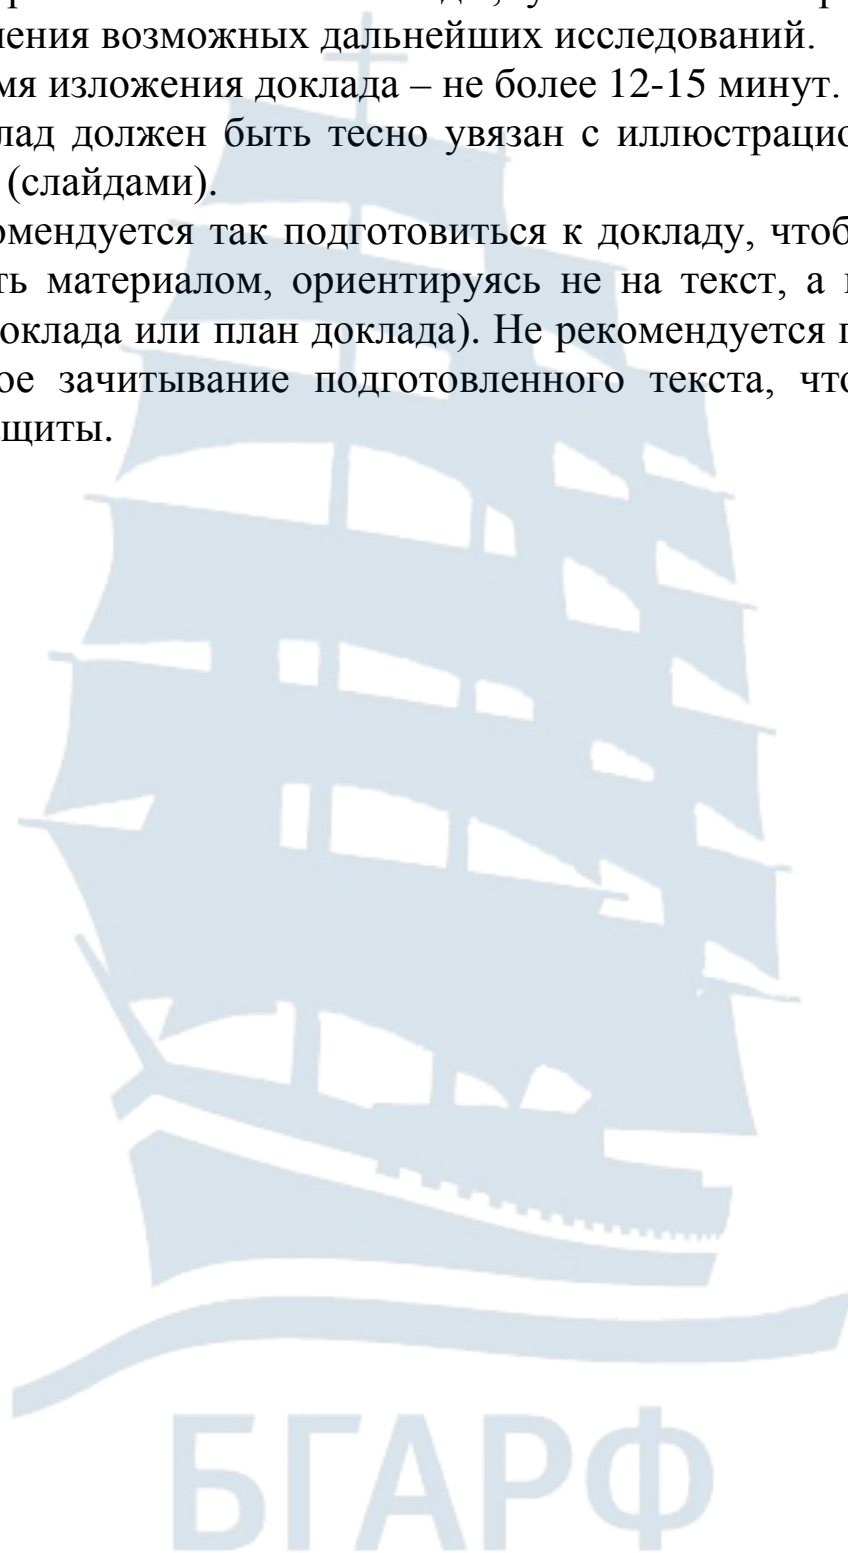 ления возможных дальнейших исследований.
мя изложения доклада – не более 12-15 минут.
лад должен быть тесно увязан с иллюстрацио
(слайдами).
омендуется так подготовиться к докладу, чтоб
ть материалом, ориентируясь не на текст, а
оклада или план доклада). Не рекомендуется
ое зачитывание подготовленного текста, что
щиты.
БГАРФ